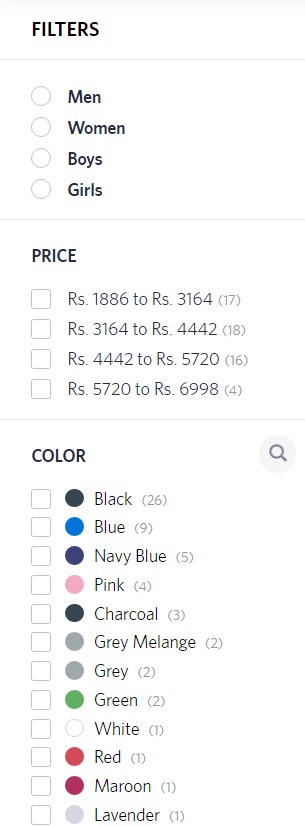 FILTERS
Men
Women
Boys
Girls
PRICE
Rs. 1886 to Rs. 3164 (17)
Rs. 3164 to Rs. 4442 (18)
Rs. 4442 to Rs. 5720 (16)
Rs. 5720 to Rs. 6998 (4)
COLOR
Black (26)
Blue (9)
Navy Blue (5)
Pink (4)
Charcoal (3)
Grey Melange (2)
Grey (2)
Green (2)
White (1)
Red (1)
Maroon (1)
Lavender (1)